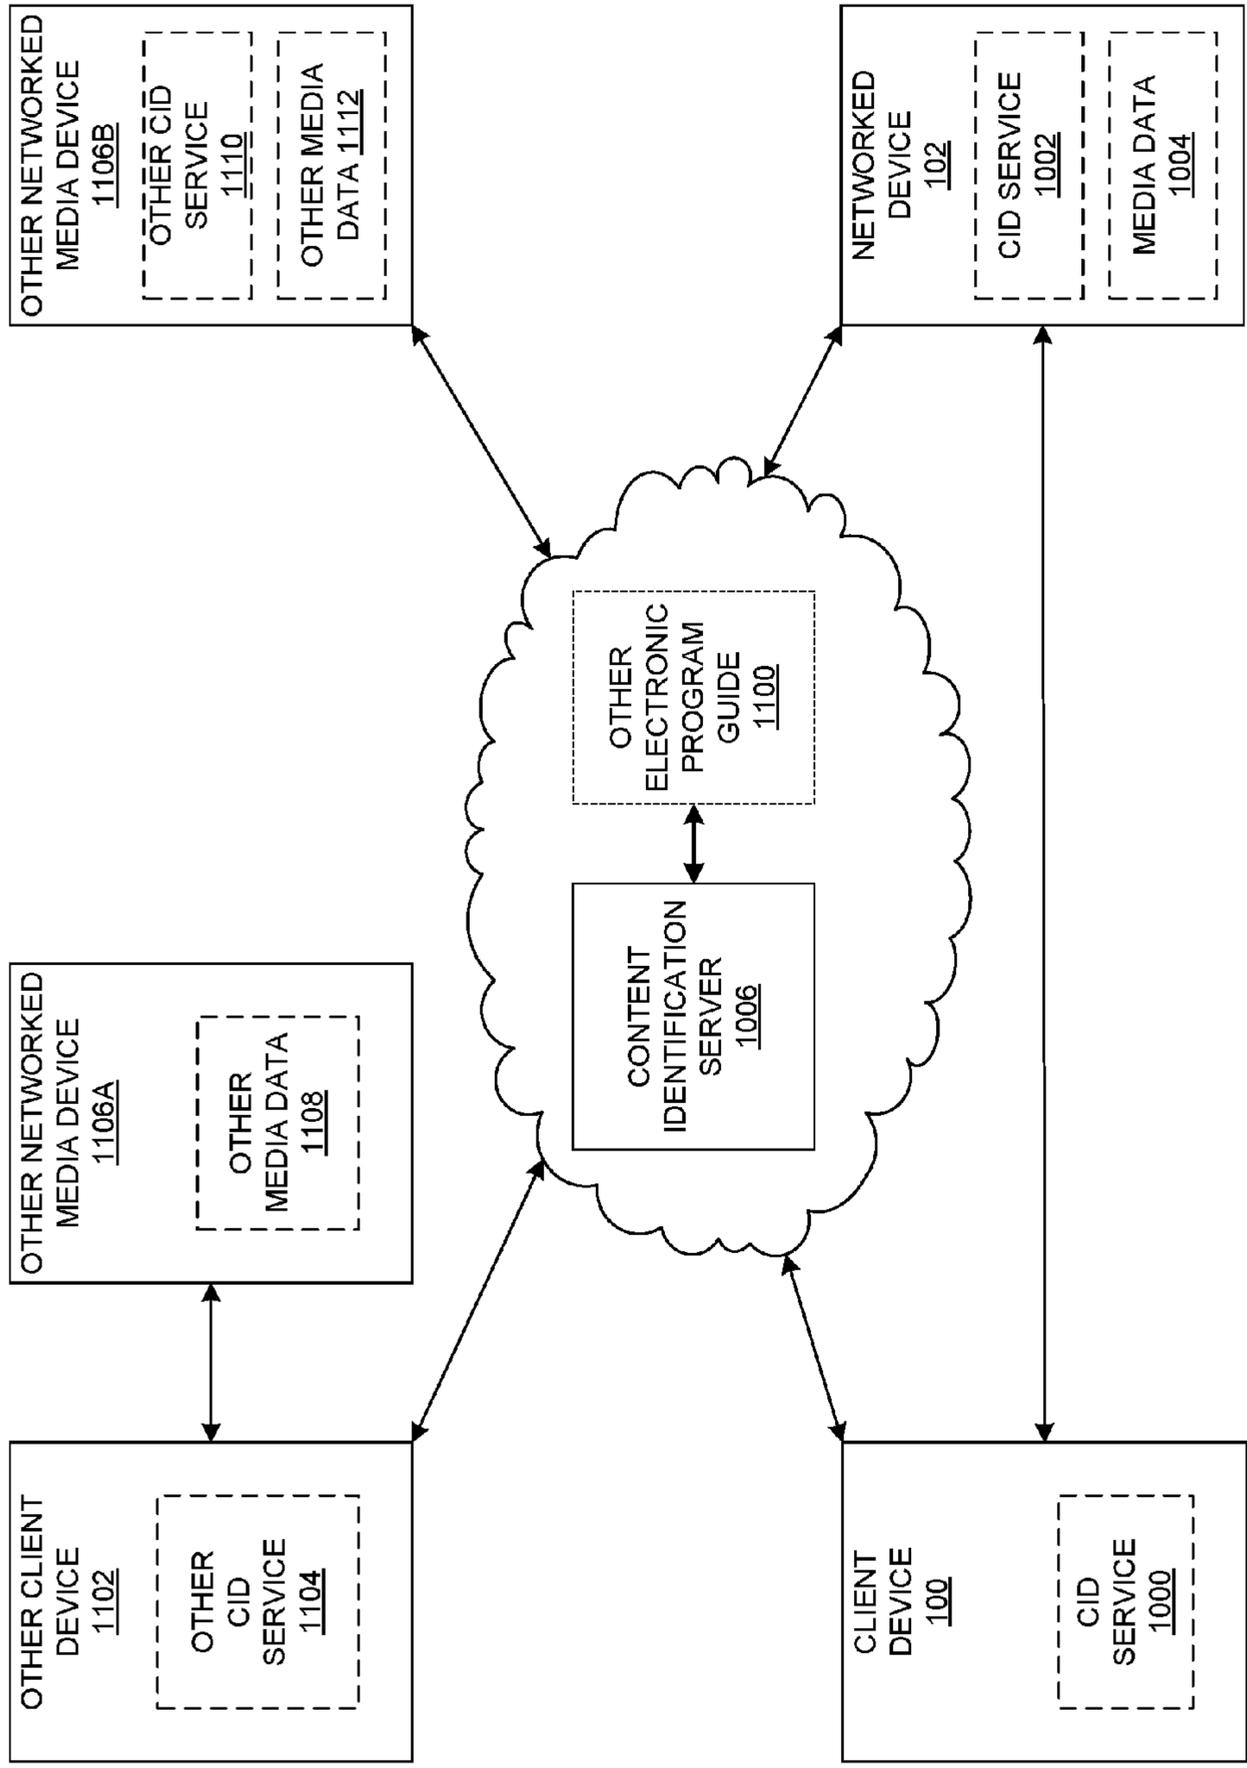 OTHER CLIENT
DEVICE
1102
OTHER
CID
SERVICE
1104
OTHER NETWORKED
MEDIA DEVICE
1106A
OTHER
MEDIA DATA
1108
OTHER NETWORKED
MEDIA DEVICE
1106B
OTHER CID
SERVICE
1110
OTHER MEDIA
DATA 1112
CONTENT
IDENTIFICATION
SERVER
1006
OTHER
ELECTRONIC
PROGRAM
GUIDE
1100
CLIENT
DEVICE
100
CID
SERVICE
1000
NETWORKED
DEVICE
102
CID SERVICE
1002
MEDIA DATA
1004